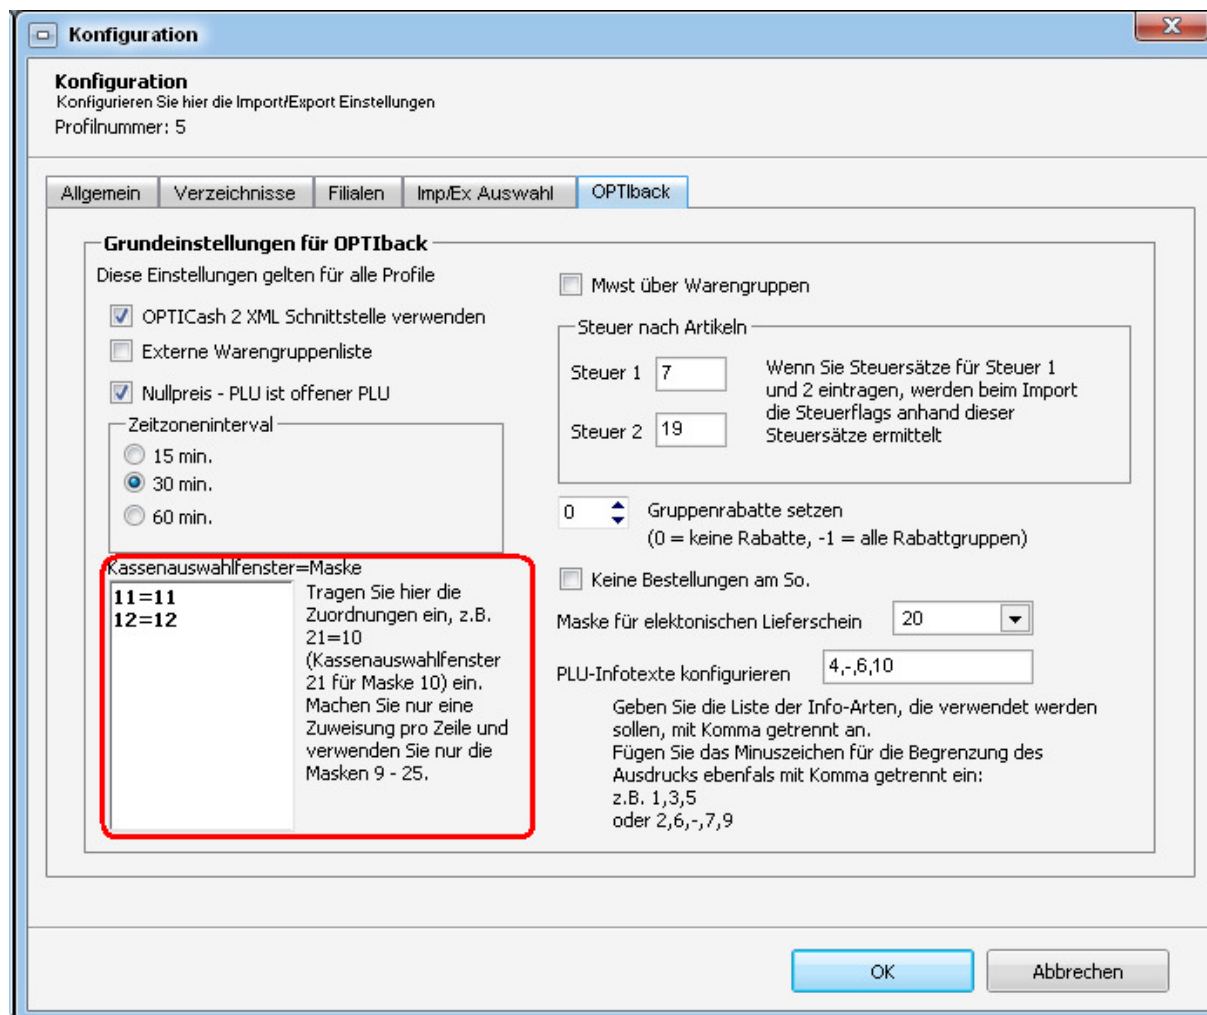 Konfiguration
Konfiguration
Konfigurieren Sie hier die Import/Export Einstellungen
Profilnummer: 5
Allgemein
Verzeichnisse
Filialen
Imp/Ex Auswahl
OPTIback
Grundeinstellungen für OPTIback
Diese Einstellungen gelten für alle Profile
OPTICash 2 XML Schnittstelle verwenden
Externe Warengruppenliste
Nullpreis - PLU ist offener PLU
Zeitzoneninterval
15 min.
30 min.
60 min.
Kassenauswahlfenster=Maske
11=11
12=12
Tragen Sie hier die
Zuordnungen ein, z.B.
21=10
(Kassenauswahlfenster
21 für Maske 10) ein.
Machen Sie nur eine
Zuweisung pro Zeile und
verwenden Sie nur die
Masken 9 - 25.
Mwst über Warengruppen
Steuer nach Artikeln
Steuer 1 7
Steuer 2 19
Wenn Sie Steuersätze für Steuer 1
und 2 eintragen, werden beim Import
die Steuerflags anhand dieser
Steuersätze ermittelt
0 Gruppenrabatte setzen
(0 = keine Rabatte, -1 = alle Rabattgruppen)
Keine Bestellungen am So.
Maske für elektonischen Lieferschein 20
PLU-Infotexte konfigurieren 4,-,6,10
Geben Sie die Liste der Info-Arten, die verwendet werden
sollen, mit Komma getrennt an.
Fügen Sie das Minuszeichen für die Begrenzung des
Ausdrucks ebenfals mit Komma getrennt ein:
z.B. 1,3,5
oder 2,6,-,7,9
OK
Abbrechen